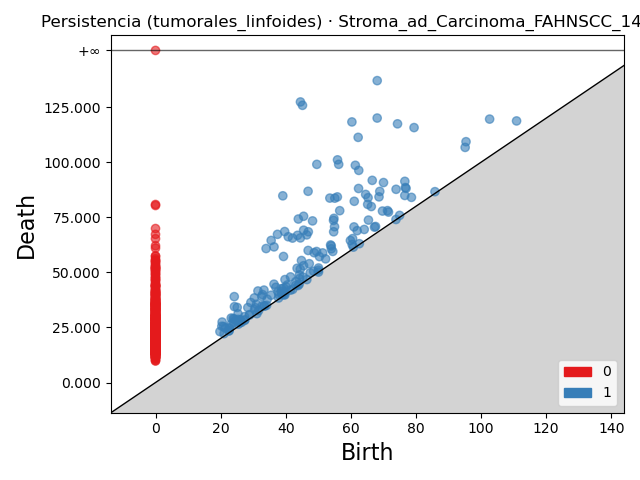 Persistencia (tumorales_linfoides) · Stroma_ad_Carcinoma_FAHNSCC_14
+∞
125.000
100.000
75.000
50.000
25.000
0.000
Death
0
1
0 20 40 60 80 100 120 140
Birth